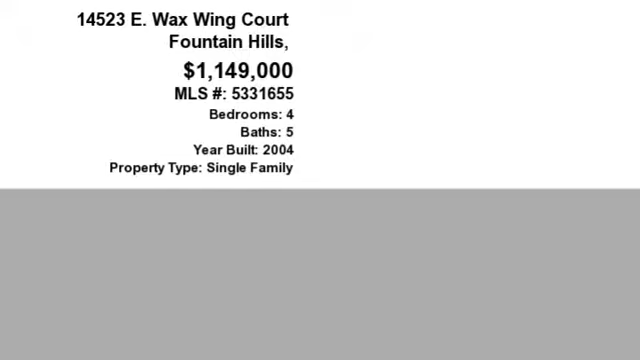 14523 E. Wax Wing Court
Fountain Hills,
$1,149,000
MLS #: 5331655
Bedrooms: 4
Baths: 5
Year Built: 2004
Property Type: Single Family